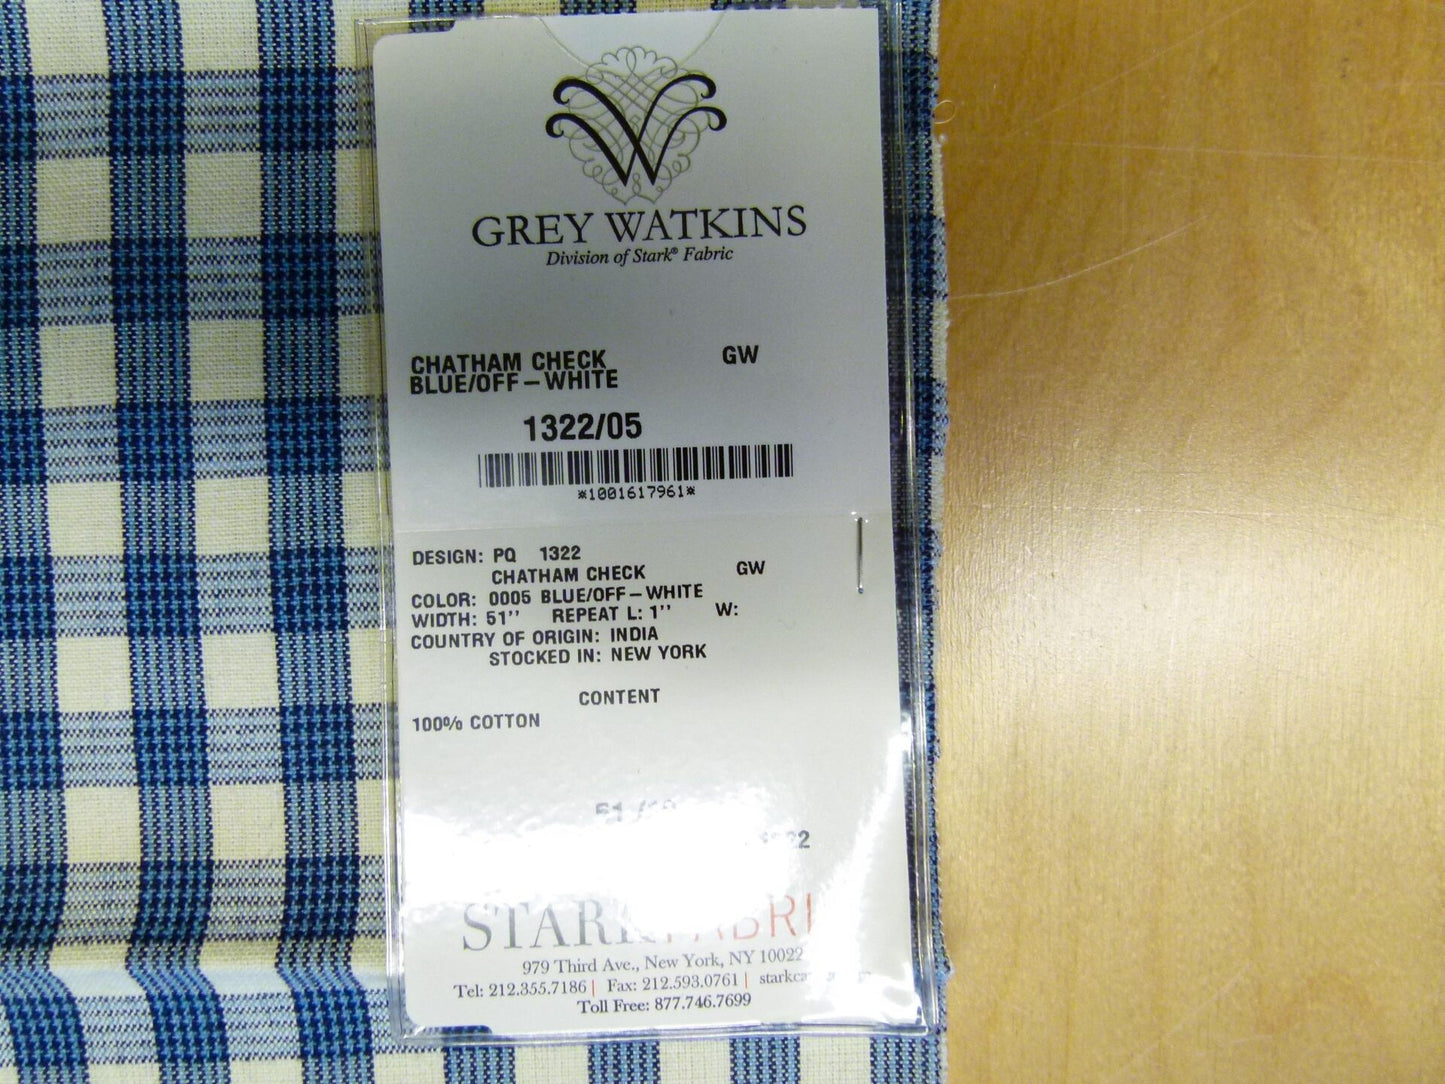 W
GREY WATKINS
Division of Stark® Fabric
CHATHAM CHECK GW
BLUE/OFF-WHITE
1322/05
*1001617961*
DESIGN: PQ 1322
CHATHAM CHECK GW
COLOR: 0005 BLUE/OFF-WHITE
WIDTH: 51'' REPEAT L: 1'' W:
COUNTRY OF ORIGIN: INDIA
STOCKED IN: NEW YORK
CONTENT
100% COTTON
STARK
979 Third Ave., New York, NY 10022
Tel: 212.355.7186 | Fax: 212.593.0761 |
Toll Free: 877.746.7699